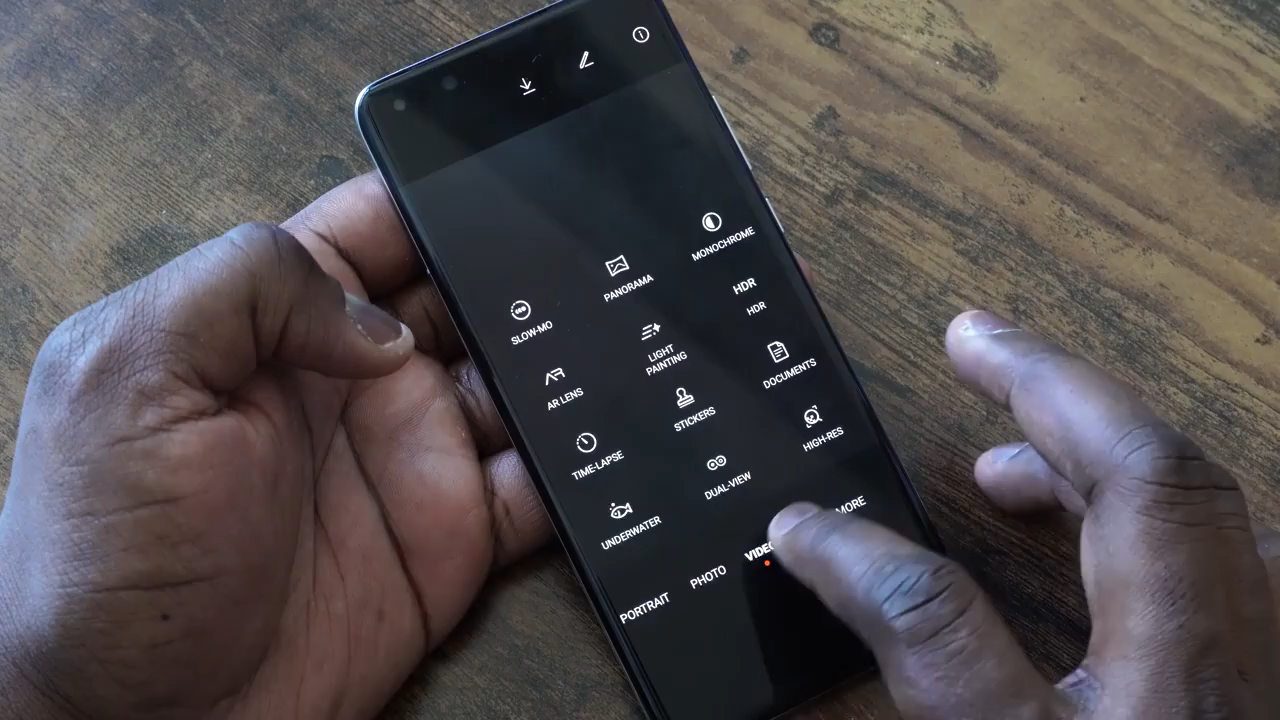 SLOW-MO
PANORAMA
MONOCHROME
AR LENS
LIGHT
PAINTING
HDR
HDR
TIME-LAPSE
STICKERS
DOCUMENTS
UNDERWATER
DUAL-VIEW
HIGH-RES
PORTRAIT
PHOTO
VIDEO
MORE